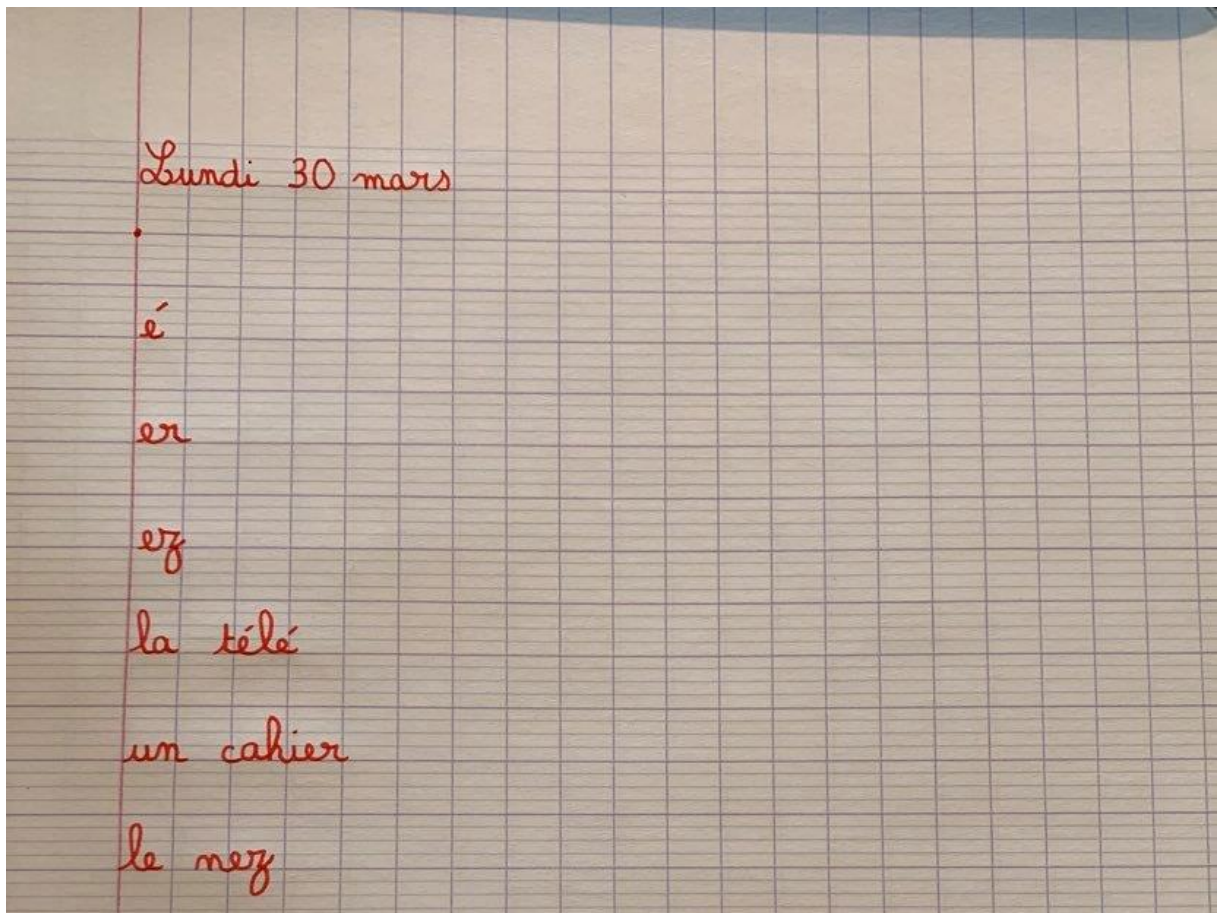 Lundi 30 mars
.
é
er
ez
la télé
un cahier
le nez